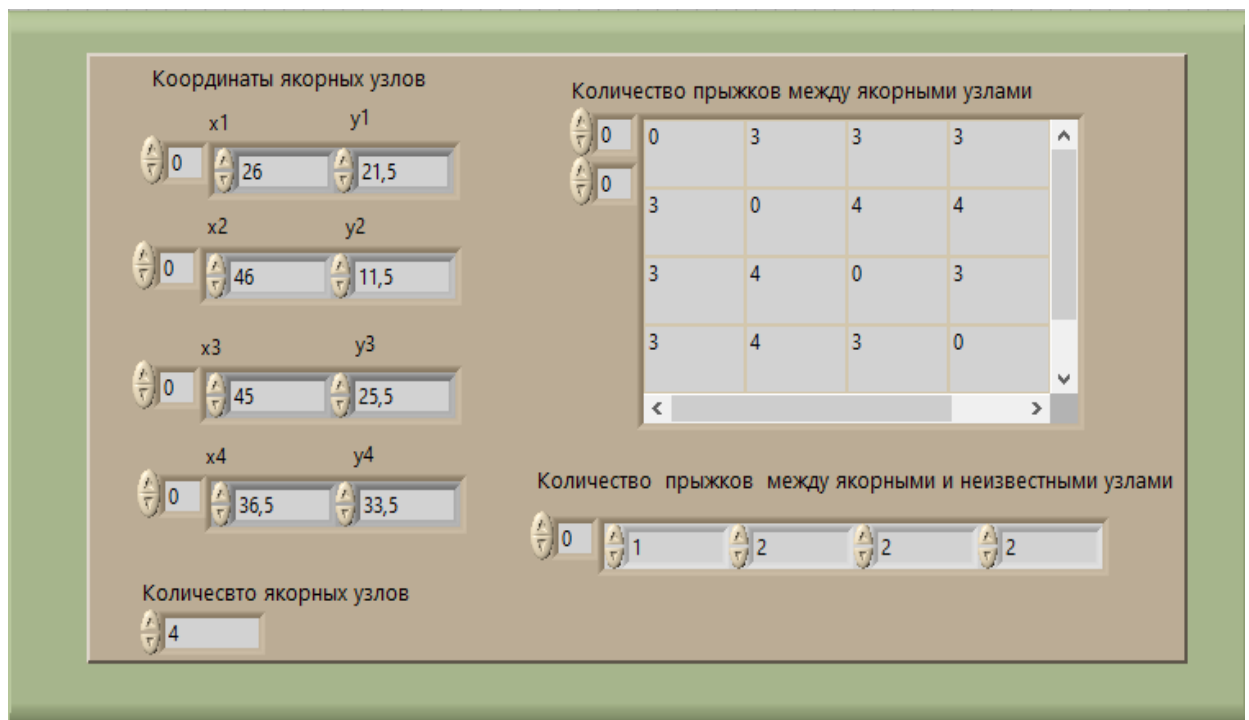 Координаты якорных узлов
x1 y1
0 26 21,5
x2 y2
0 46 11,5
x3 y3
0 45 25,5
x4 y4
0 36,5 33,5
Количесвто якорных узлов
4
Количество прыжков между якорными узлами
0 0 3 3 3
0
3 0 4 4
3 4 0 3
3 4 3 0
Количество прыжков между якорными и неизвестными узлами
0 1 2 2 2